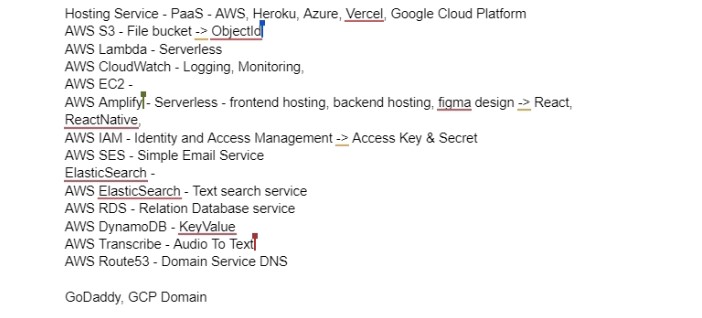 Hosting Service - PaaS - AWS, Heroku, Azure, Vercel, Google Cloud Platform
AWS S3 - File bucket -> ObjectId
AWS Lambda - Serverless
AWS CloudWatch - Logging, Monitoring,
AWS EC2 -
AWS Amplify - Serverless - frontend hosting, backend hosting, figma design -> React,
ReactNative,
AWS IAM - Identity and Access Management -> Access Key & Secret
AWS SES - Simple Email Service
ElasticSearch -
AWS ElasticSearch - Text search service
AWS RDS - Relation Database service
AWS DynamoDB - KeyValue
AWS Transcribe - Audio To Text
AWS Route53 - Domain Service DNS
GoDaddy, GCP Domain